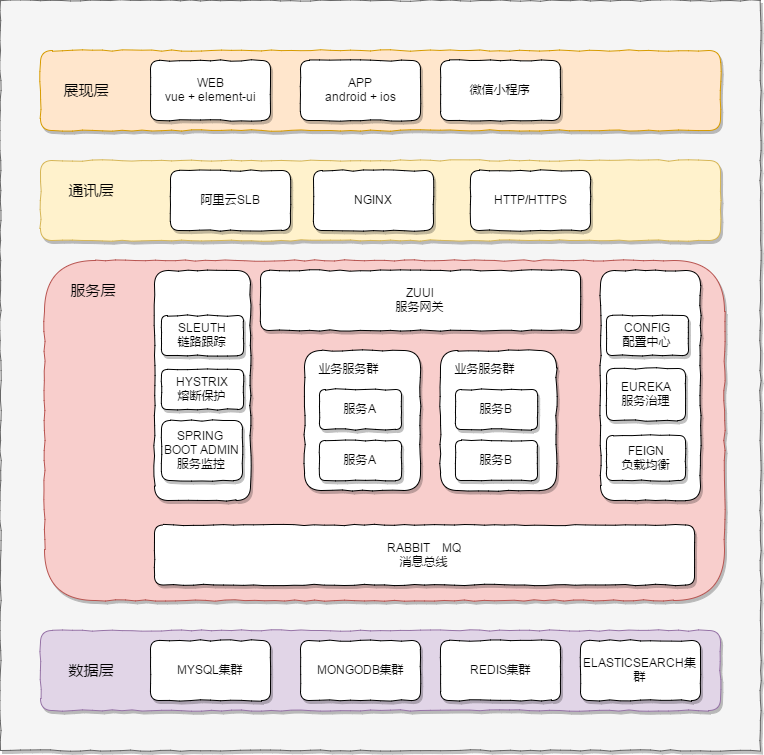 展现层
WEB
vue + element-ui
APP
android + ios
微信小程序
通讯层
阿里云SLB
NGINX
HTTP/HTTPS
服务层
SLEUTH
链路跟踪
HYSTRIX
熔断保护
SPRING
BOOT ADMIN
服务监控
ZUUI
服务网关
业务服务群
服务A
服务A
业务服务群
服务B
服务B
CONFIG
配置中心
EUREKA
服务治理
FEIGN
负载均衡
RABBIT MQ
消息总线
数据层
MYSQL集群
MONGODB集群
REDIS集群
ELASTICSEARCH集
群